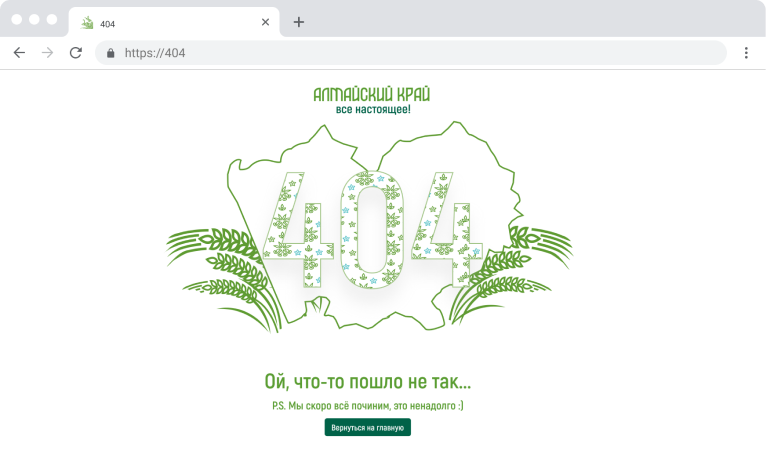 404
https://404
АЛТАЙСКИЙ КРАЙ
все настоящее!
404
Ой, что-то пошло не так...
P.S. Мы скоро всё починим, это ненадолго :)
Вернуться на главную